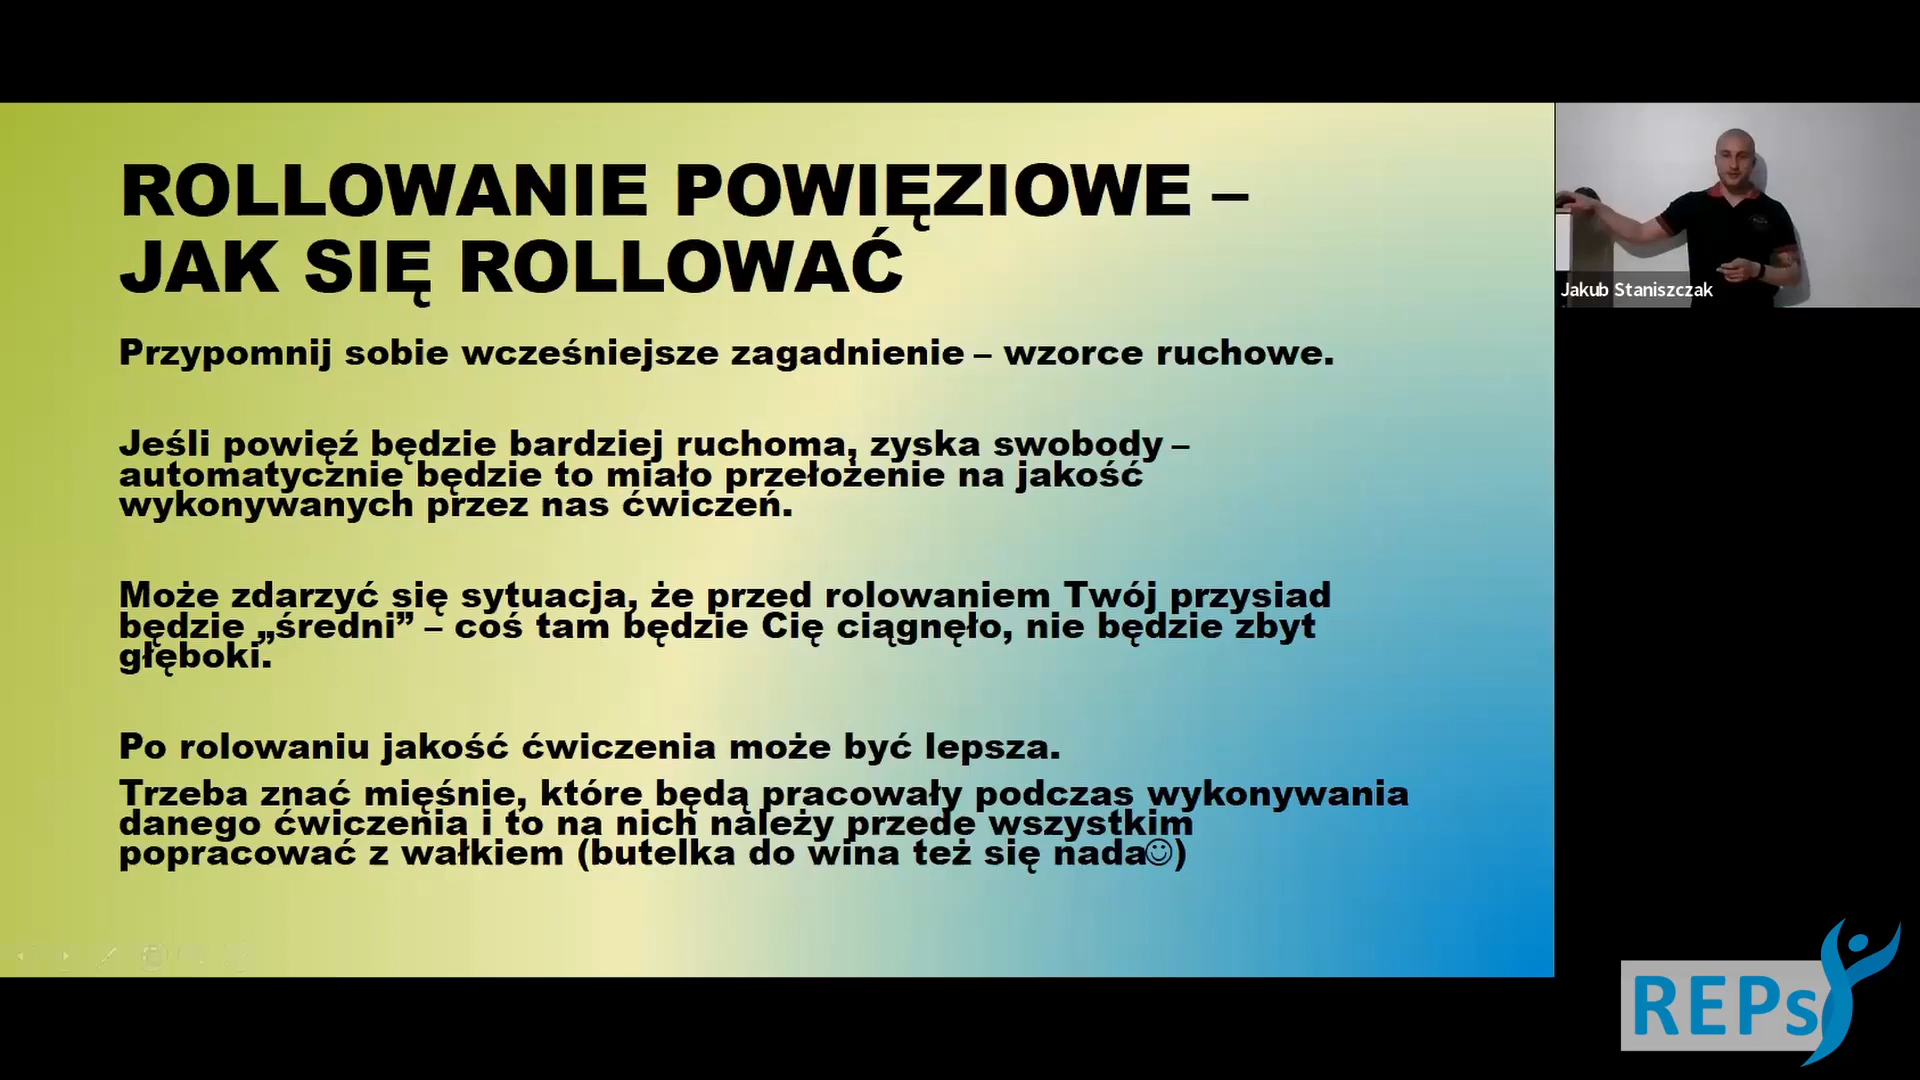 ROLLOWANIE POWIĘZIOWE –
JAK SIĘ ROLLOWAĆ
Przypomnij sobie wcześniejsze zagadnienie – wzorce ruchowe.
Jeśli powięź będzie bardziej ruchoma, zyska swobody –
automatycznie będzie to miało przełożenie na jakość
wykonywanych przez nas ćwiczeń.
Może zdarzyć się sytuacja, że przed rolowaniem Twój przysiad
będzie „średni” – coś tam będzie Cię ciągnęło, nie będzie zbyt
głęboki.
Po rolowaniu jakość ćwiczenia może być lepsza.
Trzeba znać mięśnie, które będą pracowały podczas wykonywania
danego ćwiczenia i to na nich należy przede wszystkim
popracować z wałkiem (butelka do wina też się nada☺)
Jakub Staniszczak
REPs